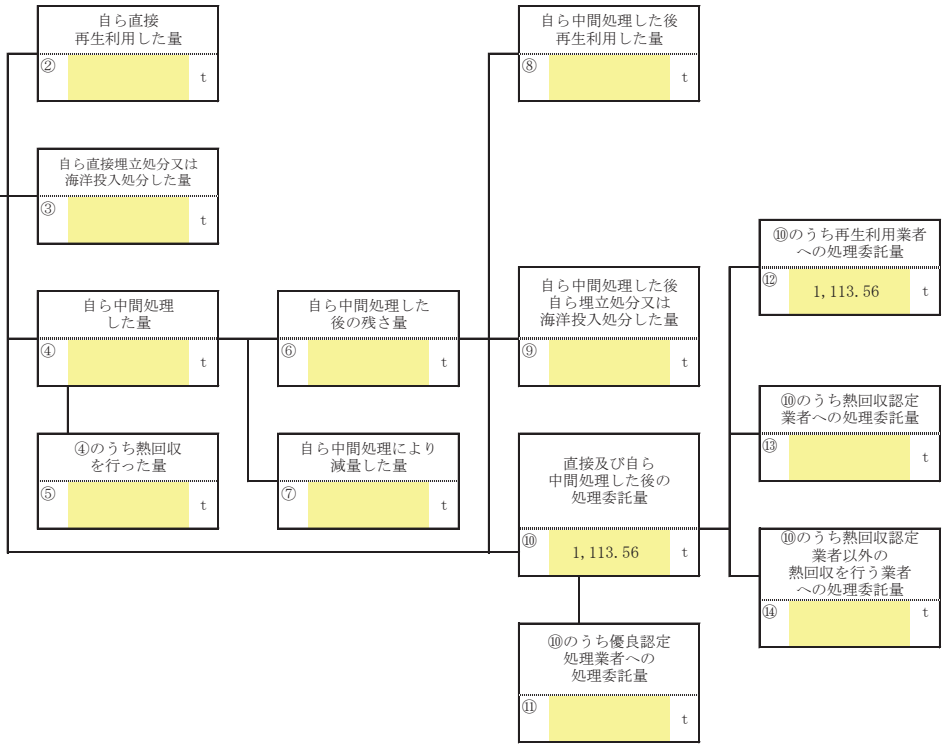 自ら直接
再生利用した量
②
t
自ら直接埋立処分又は
海洋投入処分した量
③
t
自ら中間処理
した量
④
t
④のうち熱回収
を行った量
⑤
t
自ら中間処理した
後の残さ量
⑥
t
自ら中間処理により
減量した量
⑦
t
自ら中間処理した後
再生利用した量
⑧
t
自ら中間処理した後
自ら埋立処分又は
海洋投入処分した量
⑨
t
直接及び自ら
中間処理した後の
処理委託量
⑩ 1,113.56 t
⑩のうち優良認定
処理業者への
処理委託量
⑪
t
⑩のうち再生利用業者
への処理委託量
⑫ 1,113.56 t
⑩のうち熱回収認定
業者への処理委託量
⑬
t
⑩のうち熱回収認定
業者以外の
熱回収を行う業者
への処理委託量
⑭
t